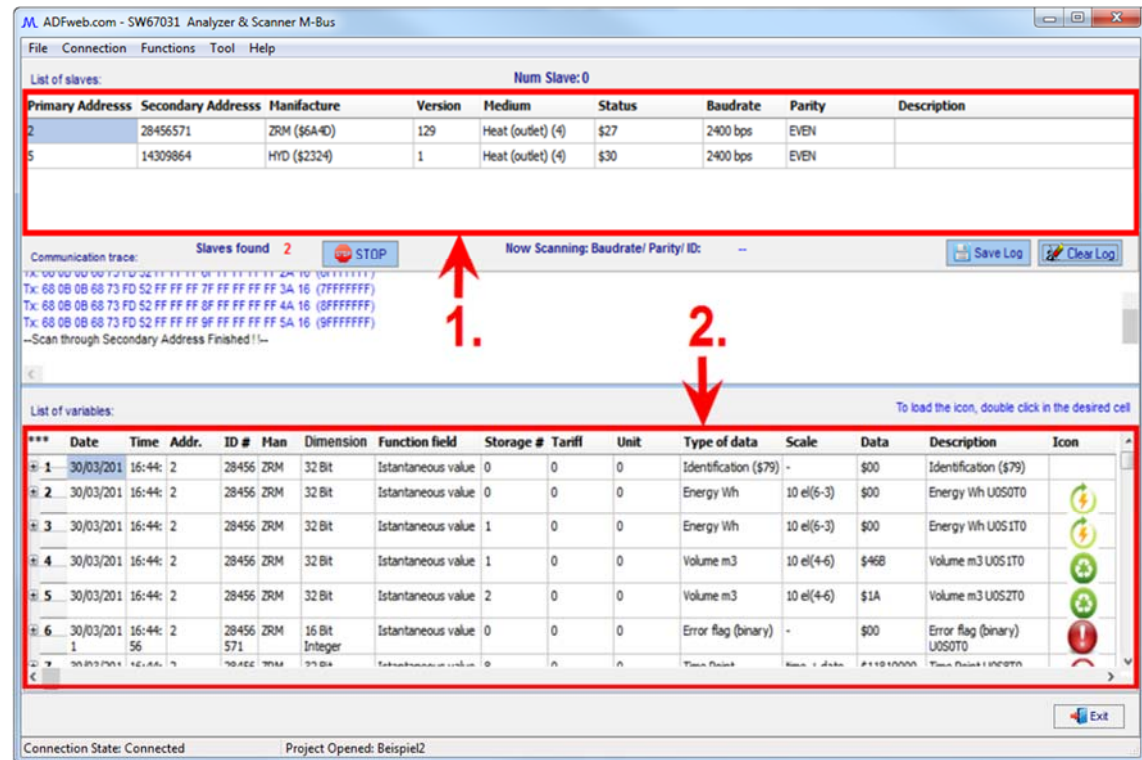 ADFweb.com - SW67031 Analyzer & Scanner M-Bus
File Connection Functions Tool Help
List of slaves: Num Slave: 0
Primary Addresss Secondary Addresss Manifacture Version Medium Status Baudrate Parity Description
2 28456571 ZRM ($6A4D) 129 Heat (outlet) (4) $27 2400 bps EVEN
5 14309864 HYD ($2324) 1 Heat (outlet) (4) $30 2400 bps EVEN
Communication trace: Slaves found 2 STOP Now Scanning: Baudrate/ Parity/ ID: -- Save Log Clear Log
Tx: 68 0B 0B 68 73 FD 52 FF FF FF 7F FF FF FF FF 3A 16 (7FFFFFFF)
Tx: 68 0B 0B 68 73 FD 52 FF FF FF 8F FF FF FF FF 4A 16 (8FFFFFFF)
Tx: 68 0B 0B 68 73 FD 52 FF FF FF 9F FF FF FF FF 5A 16 (9FFFFFFF)
--Scan through Secondary Address Finished!!--
1. 2.
List of variables: To load the icon, double click in the desired cell
*** Date Time Addr. ID # Man Dimension Function field Storage # Tariff Unit Type of data Scale Data Description Icon
1 30/03/201 16:44: 2 28456 ZRM 32 Bit Istantaneous value 0 0 0 Identification ($79) - $00 Identification ($79)
2 30/03/201 16:44: 2 28456 ZRM 32 Bit Istantaneous value 0 0 0 Energy Wh 10 el(6-3) $00 Energy Wh U0S0T0
3 30/03/201 16:44: 2 28456 ZRM 32 Bit Istantaneous value 1 0 0 Energy Wh 10 el(6-3) $00 Energy Wh U0S1T0
4 30/03/201 16:44: 2 28456 ZRM 32 Bit Istantaneous value 1 0 0 Volume m3 10 el(4-6) $46B Volume m3 U0S1T0
5 30/03/201 16:44: 2 28456 ZRM 32 Bit Istantaneous value 2 0 0 Volume m3 10 el(4-6) $1A Volume m3 U0S2T0
6 30/03/201 16:44: 2 28456 ZRM 16 Bit Istantaneous value 0 0 0 Error flag (binary) - $00 Error flag (binary)
1 56 571 Integer U0S0T0
Exit
Connection State: Connected Project Opened: Beispiel2